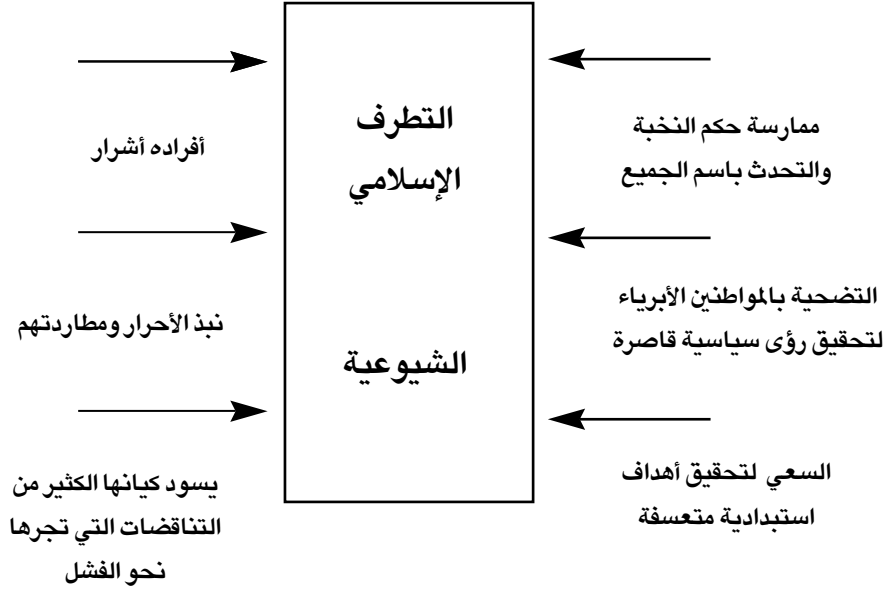 ممارسة حكم النخبة
والتحدث باسم الجميع
التضحية بالمواطنين الأبرياء
لتحقيق رؤى سياسية قاصرة
السعي لتحقيق أهداف
استبدادية متعسفة
التطرف
الإسلامي
الشيوعية
أفراده أشرار
نبذ الأحرار ومطاردتهم
يسود كيانها الكثير من
التناقضات التي تجرها
نحو الفشل